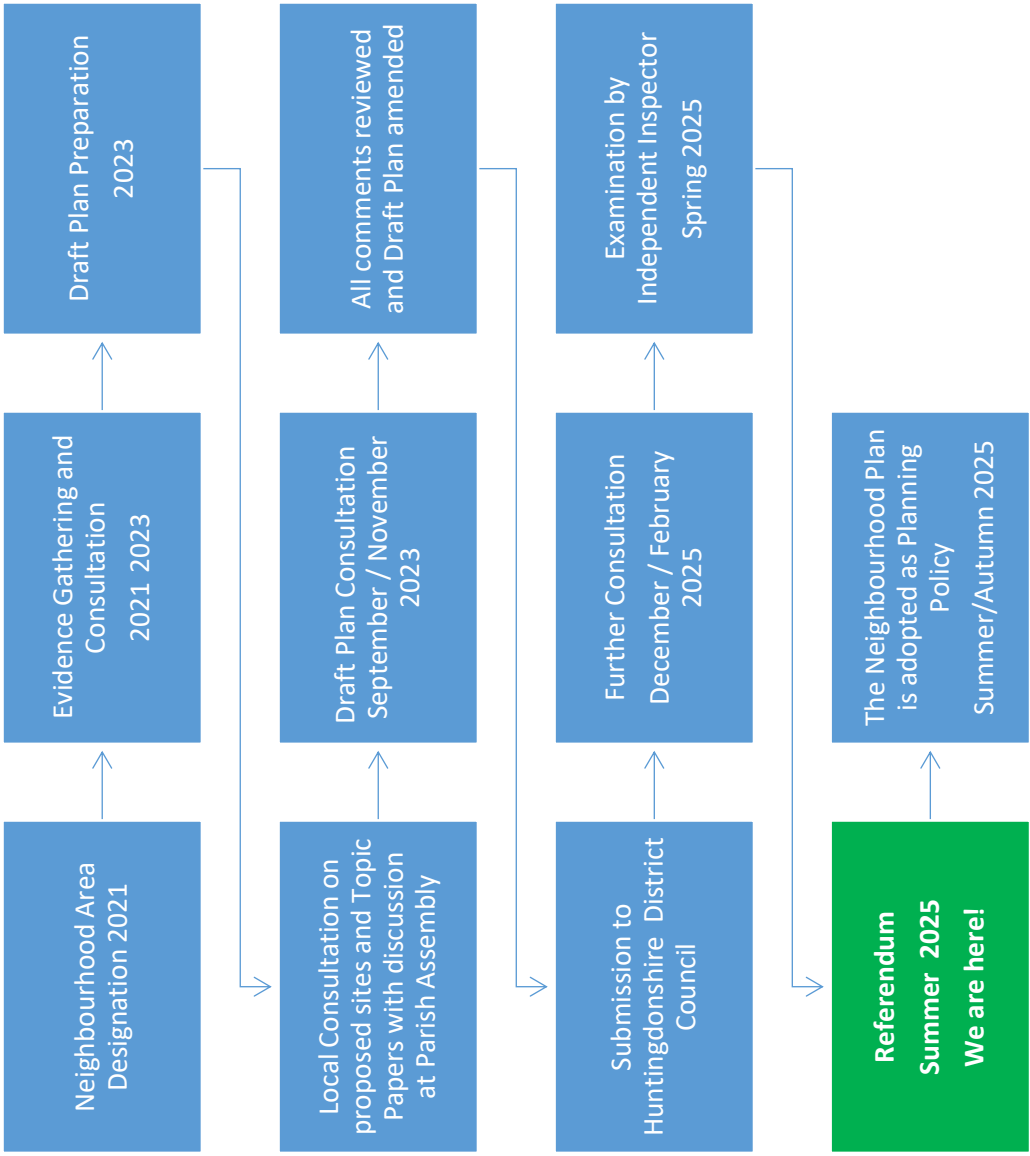 Neighbourhood Area
Designation 2021
Evidence Gathering and
Consultation
2021 2023
Draft Plan Preparation
2023
Local Consultation on
proposed sites and Topic
Papers with discussion
at Parish Assembly
Draft Plan Consultation
September / November
2023
All comments reviewed
and Draft Plan amended
Submission to
Huntingdonshire District
Council
Further Consultation
December / February
2025
Examination by
Independent Inspector
Spring 2025
Referendum
Summer 2025
We are here!
The Neighbourhood Plan
is adopted as Planning
Policy
Summer/Autumn 2025